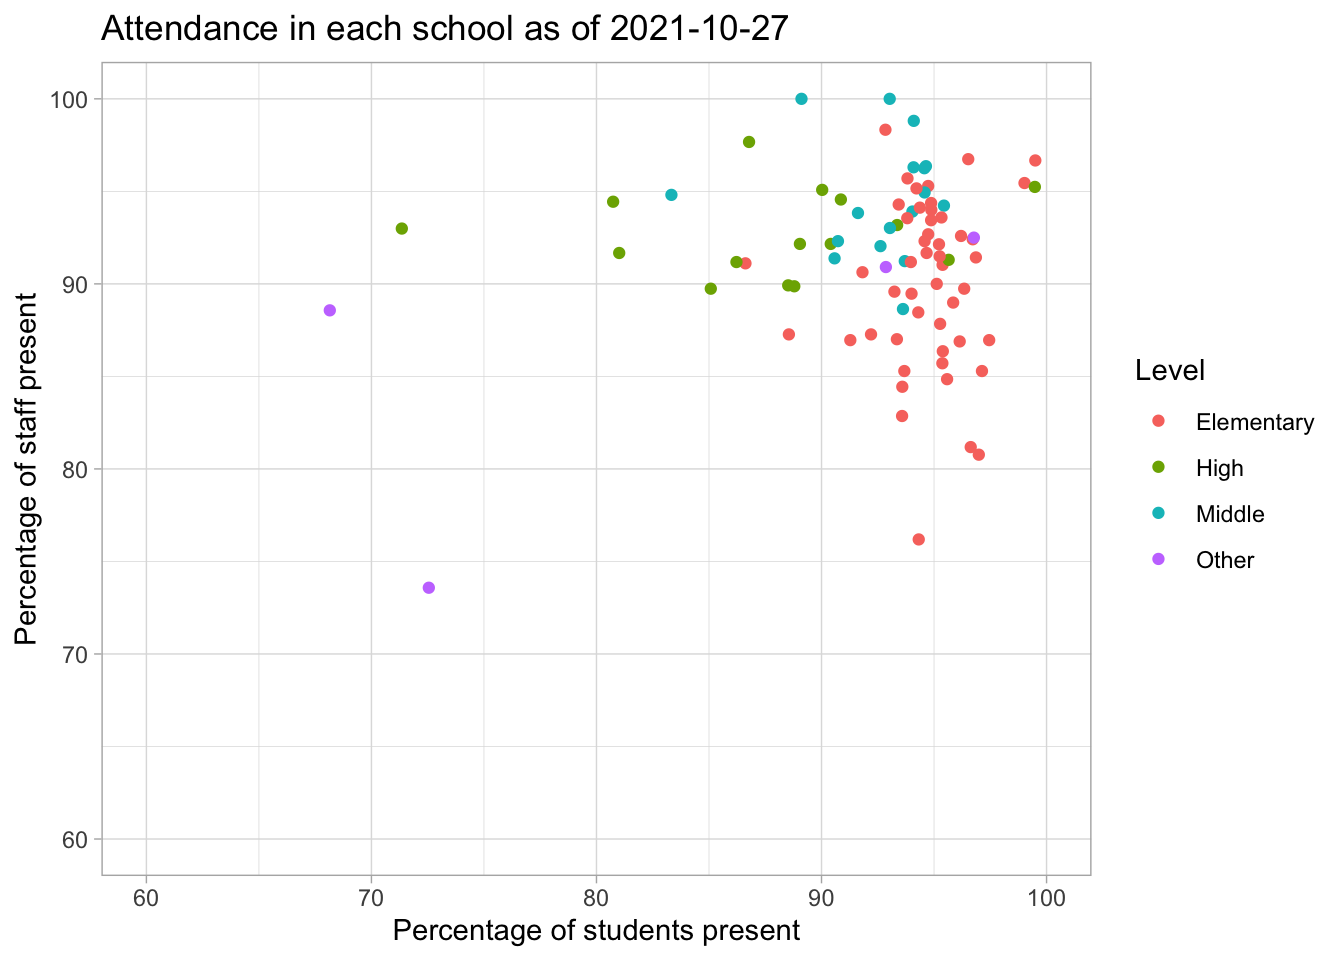 Attendance in each school as of 2021-10-27
Percentage of staff present
100
90
80
70
60
60 70 80 90 100
Percentage of students present
Level
Elementary
High
Middle
Other